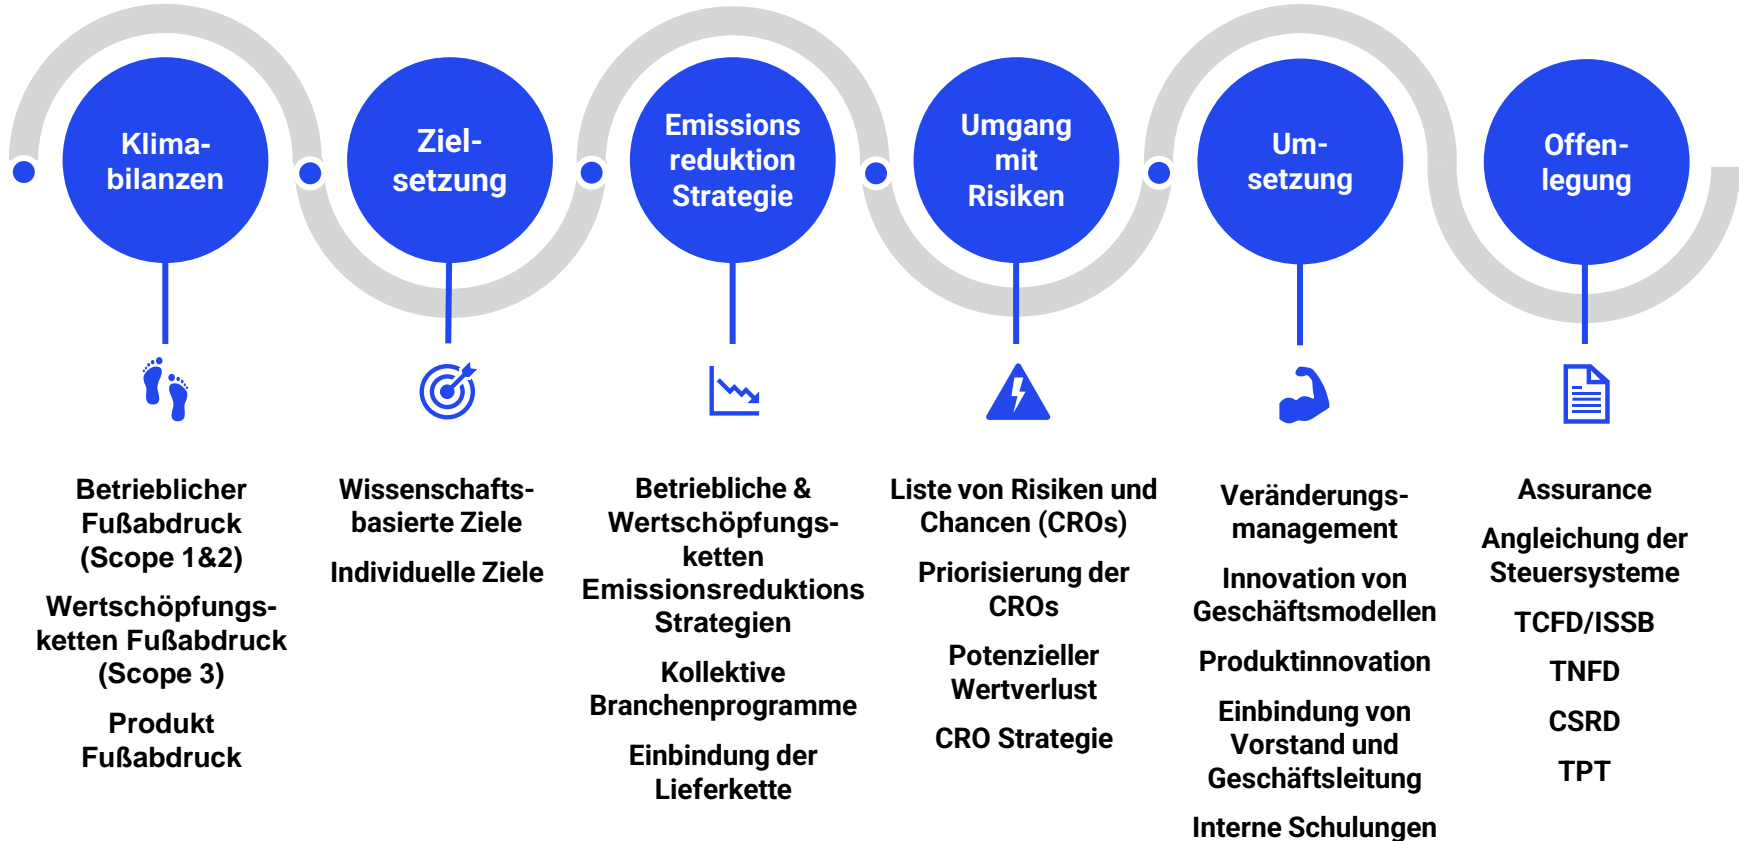 Klima-
bilanzen
Ziel-
setzung
Emissions
reduktion
Strategie
Umgang
mit
Risiken
Um-
setzung
Offen-
legung
Betrieblicher
Fußabdruck
(Scope 1&2)
Wertschöpfungs-
ketten Fußabdruck
(Scope 3)
Produkt
Fußabdruck
Wissenschafts-
basierte Ziele
Individuelle Ziele
Betriebliche &
Wertschöpfungs-
ketten
Emissionsreduktions
Strategien
Kollektive
Branchenprogramme
Einbindung der
Lieferkette
Liste von Risiken und
Chancen (CROs)
Priorisierung der
CROs
Potenzieller
Wertverlust
CRO Strategie
Veränderungs-
management
Innovation von
Geschäftsmodellen
Produktinnovation
Einbindung von
Vorstand und
Geschäftsleitung
Interne Schulungen
Assurance
Angleichung der
Steuersysteme
TCFD/ISSB
TNFD
CSRD
TPT